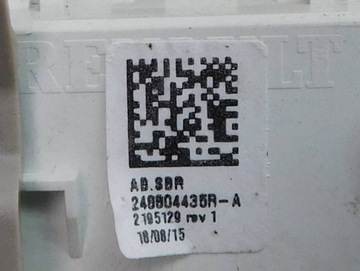 RENAULT
AB.SBR
248604435R-A
2195129 rev 1
18/08/15